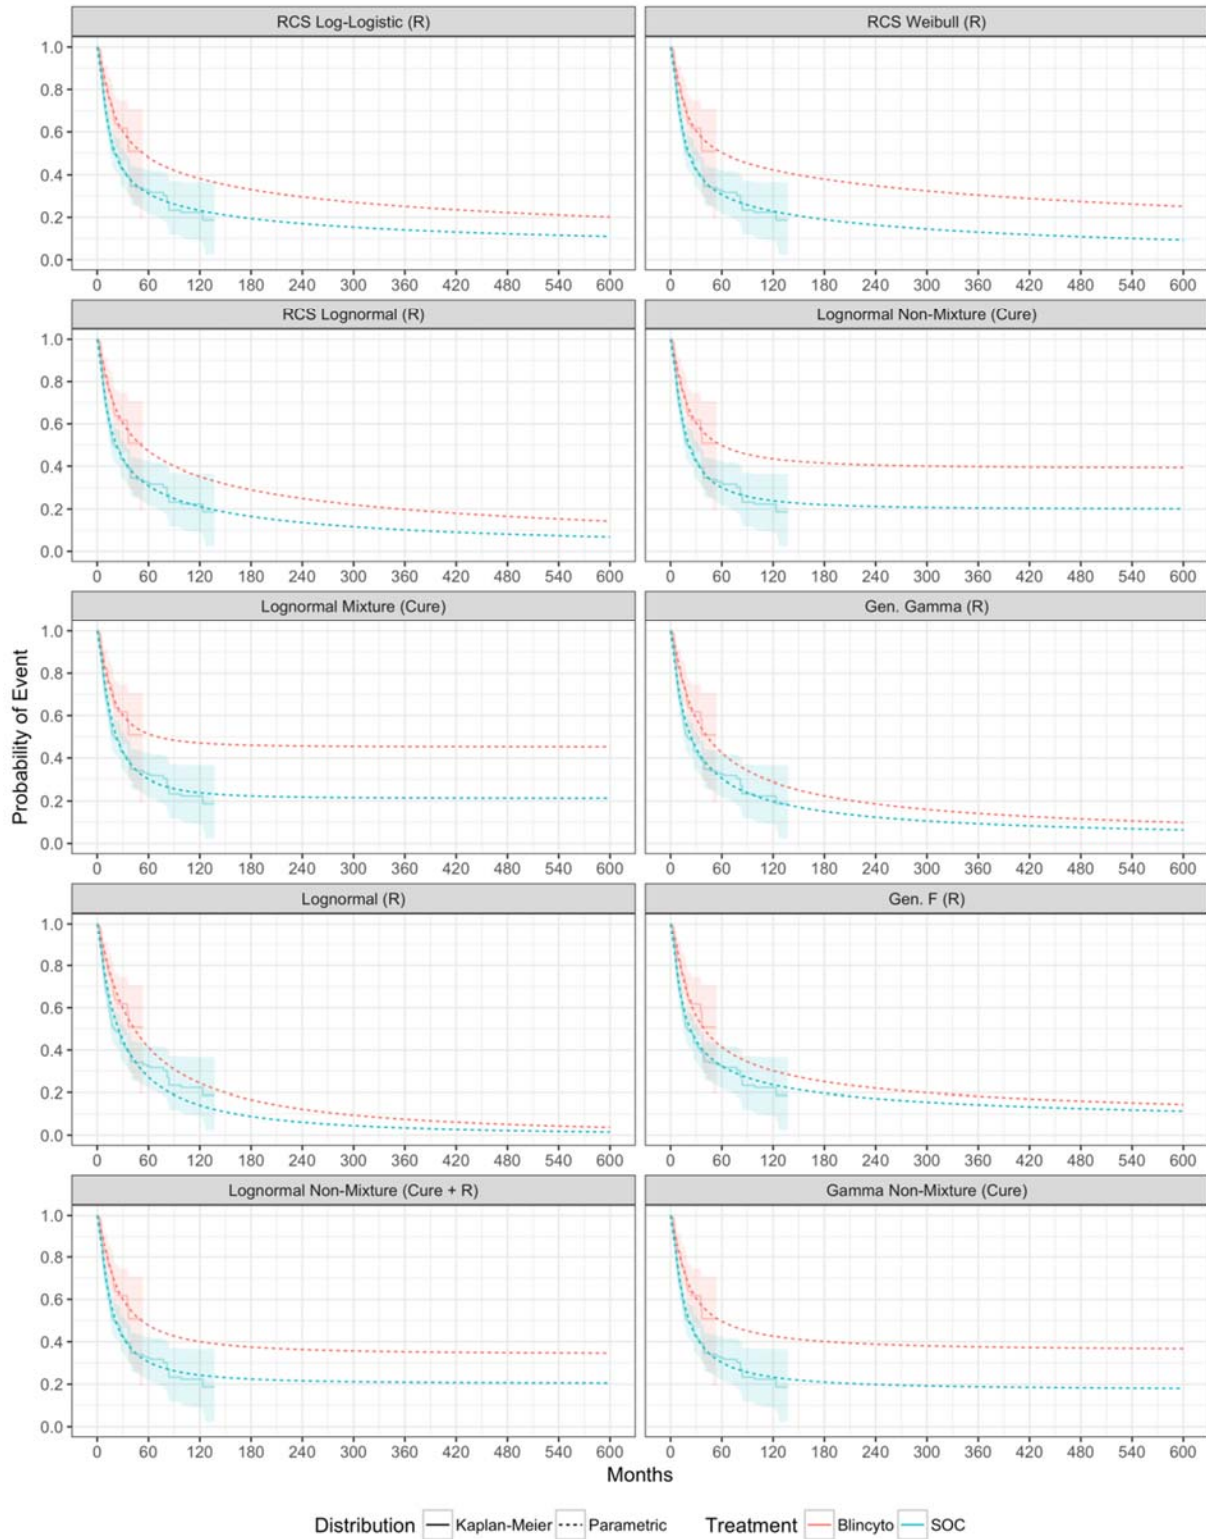 RCS Log-Logistic (R)
RCS Weibull (R)
1.0
0.8
0.6
0.4
0.2
0.0
0 60 120 180 240 300 360 420 480 540 600
0 60 120 180 240 300 360 420 480 540 600
RCS Lognormal (R)
Lognormal Non-Mixture (Cure)
1.0
0.8
0.6
0.4
0.2
0.0
0 60 120 180 240 300 360 420 480 540 600
0 60 120 180 240 300 360 420 480 540 600
Lognormal Mixture (Cure)
Gen. Gamma (R)
Probability of Event
1.0
0.8
0.6
0.4
0.2
0.0
0 60 120 180 240 300 360 420 480 540 600
0 60 120 180 240 300 360 420 480 540 600
Lognormal (R)
Gen. F (R)
1.0
0.8
0.6
0.4
0.2
0.0
0 60 120 180 240 300 360 420 480 540 600
0 60 120 180 240 300 360 420 480 540 600
Lognormal Non-Mixture (Cure + R)
Gamma Non-Mixture (Cure)
1.0
0.8
0.6
0.4
0.2
0.0
0 60 120 180 240 300 360 420 480 540 600
0 60 120 180 240 300 360 420 480 540 600
Months
Distribution Kaplan-Meier Parametric Treatment Blincyto SOC